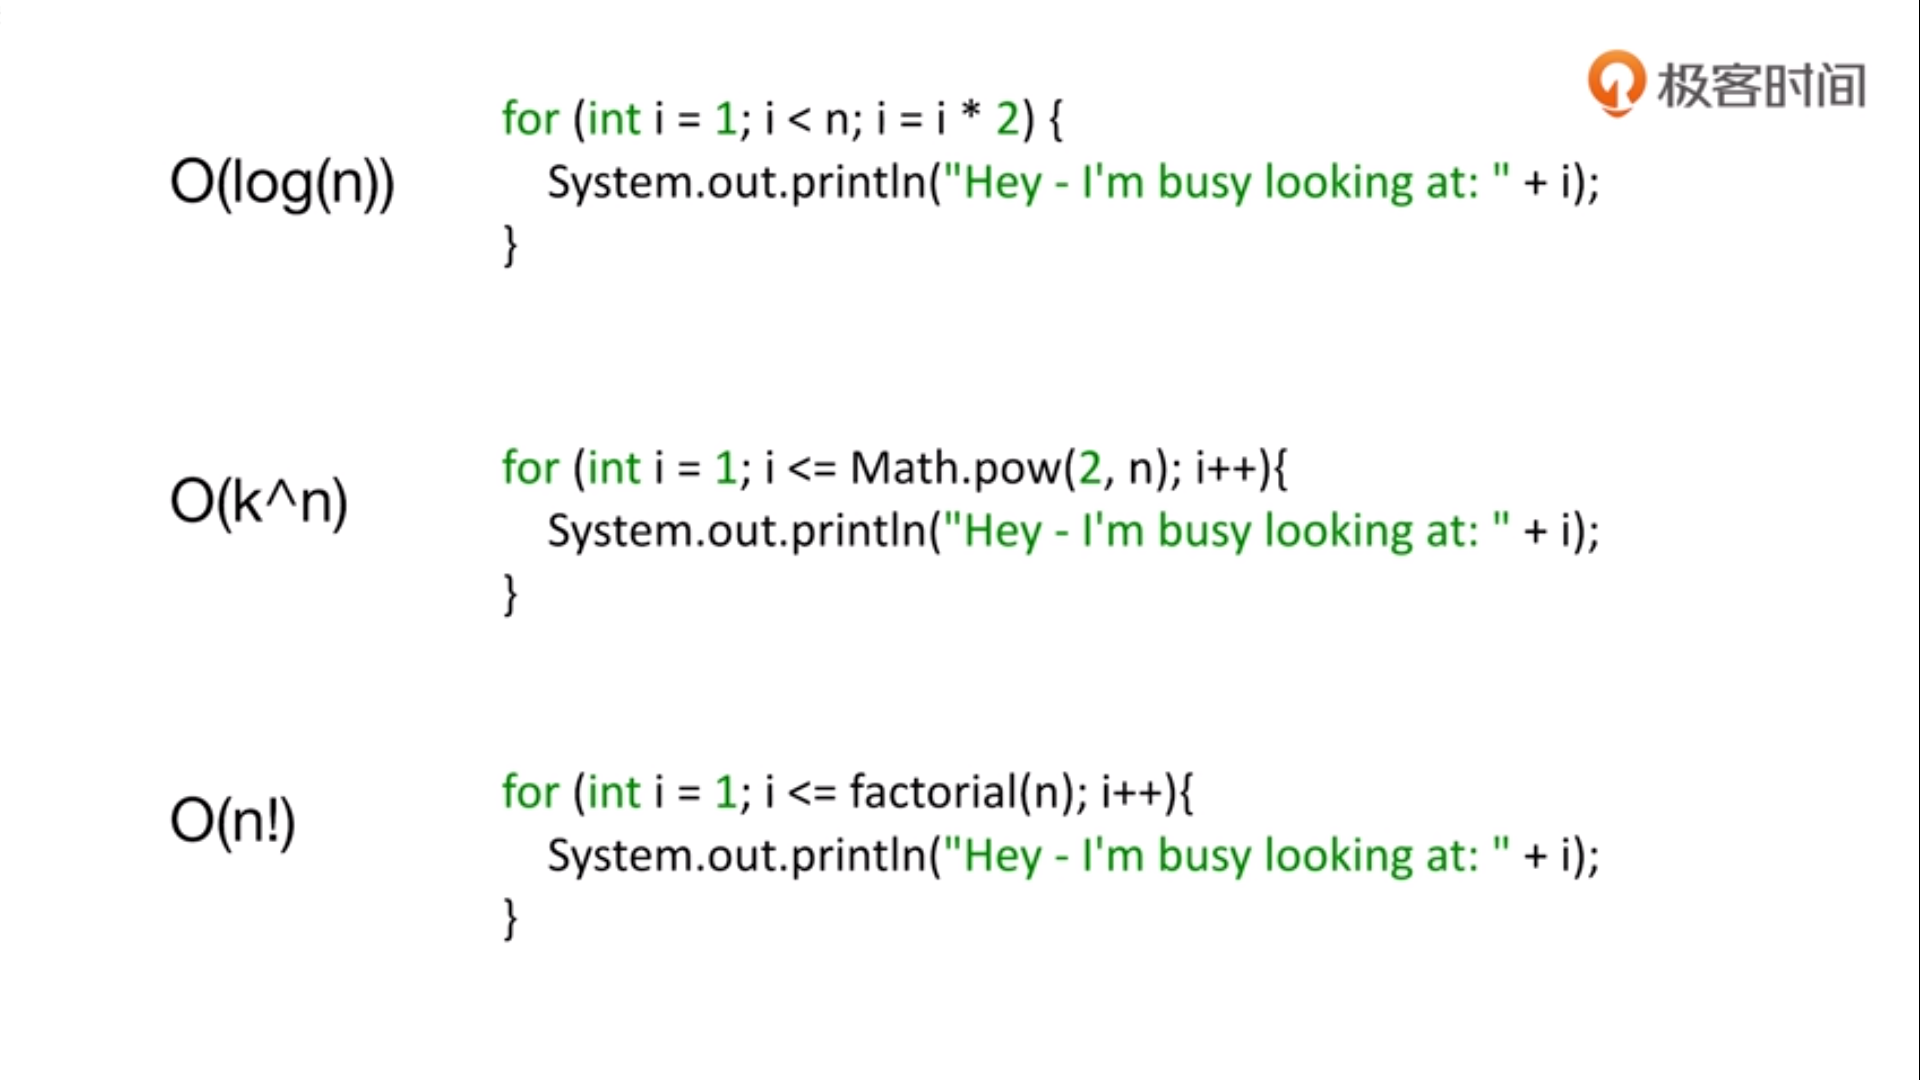 极客时间
O(log(n))
for (int i = 1; i < n; i = i * 2) {
System.out.println("Hey - I'm busy looking at: " + i);
}
O(k^n)
for (int i = 1; i <= Math.pow(2, n); i++){
System.out.println("Hey - I'm busy looking at: " + i);
}
O(n!)
for (int i = 1; i <= factorial(n); i++){
System.out.println("Hey - I'm busy looking at: " + i);
}